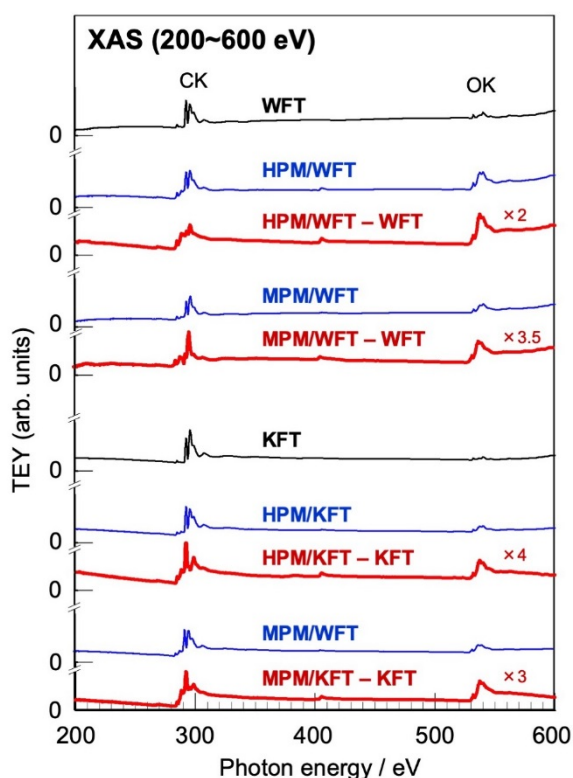 XAS (200~600 eV)
CK
OK
WFT
0
HPM/WFT
0
HPM/WFT – WFT
×2
0
MPM/WFT
0
MPM/WFT – WFT
×3.5
0
KFT
0
HPM/KFT
0
HPM/KFT – KFT
×4
0
MPM/WFT
0
MPM/KFT – KFT
×3
0
200
300
400
500
600
Photon energy / eV
TEY (arb. units)